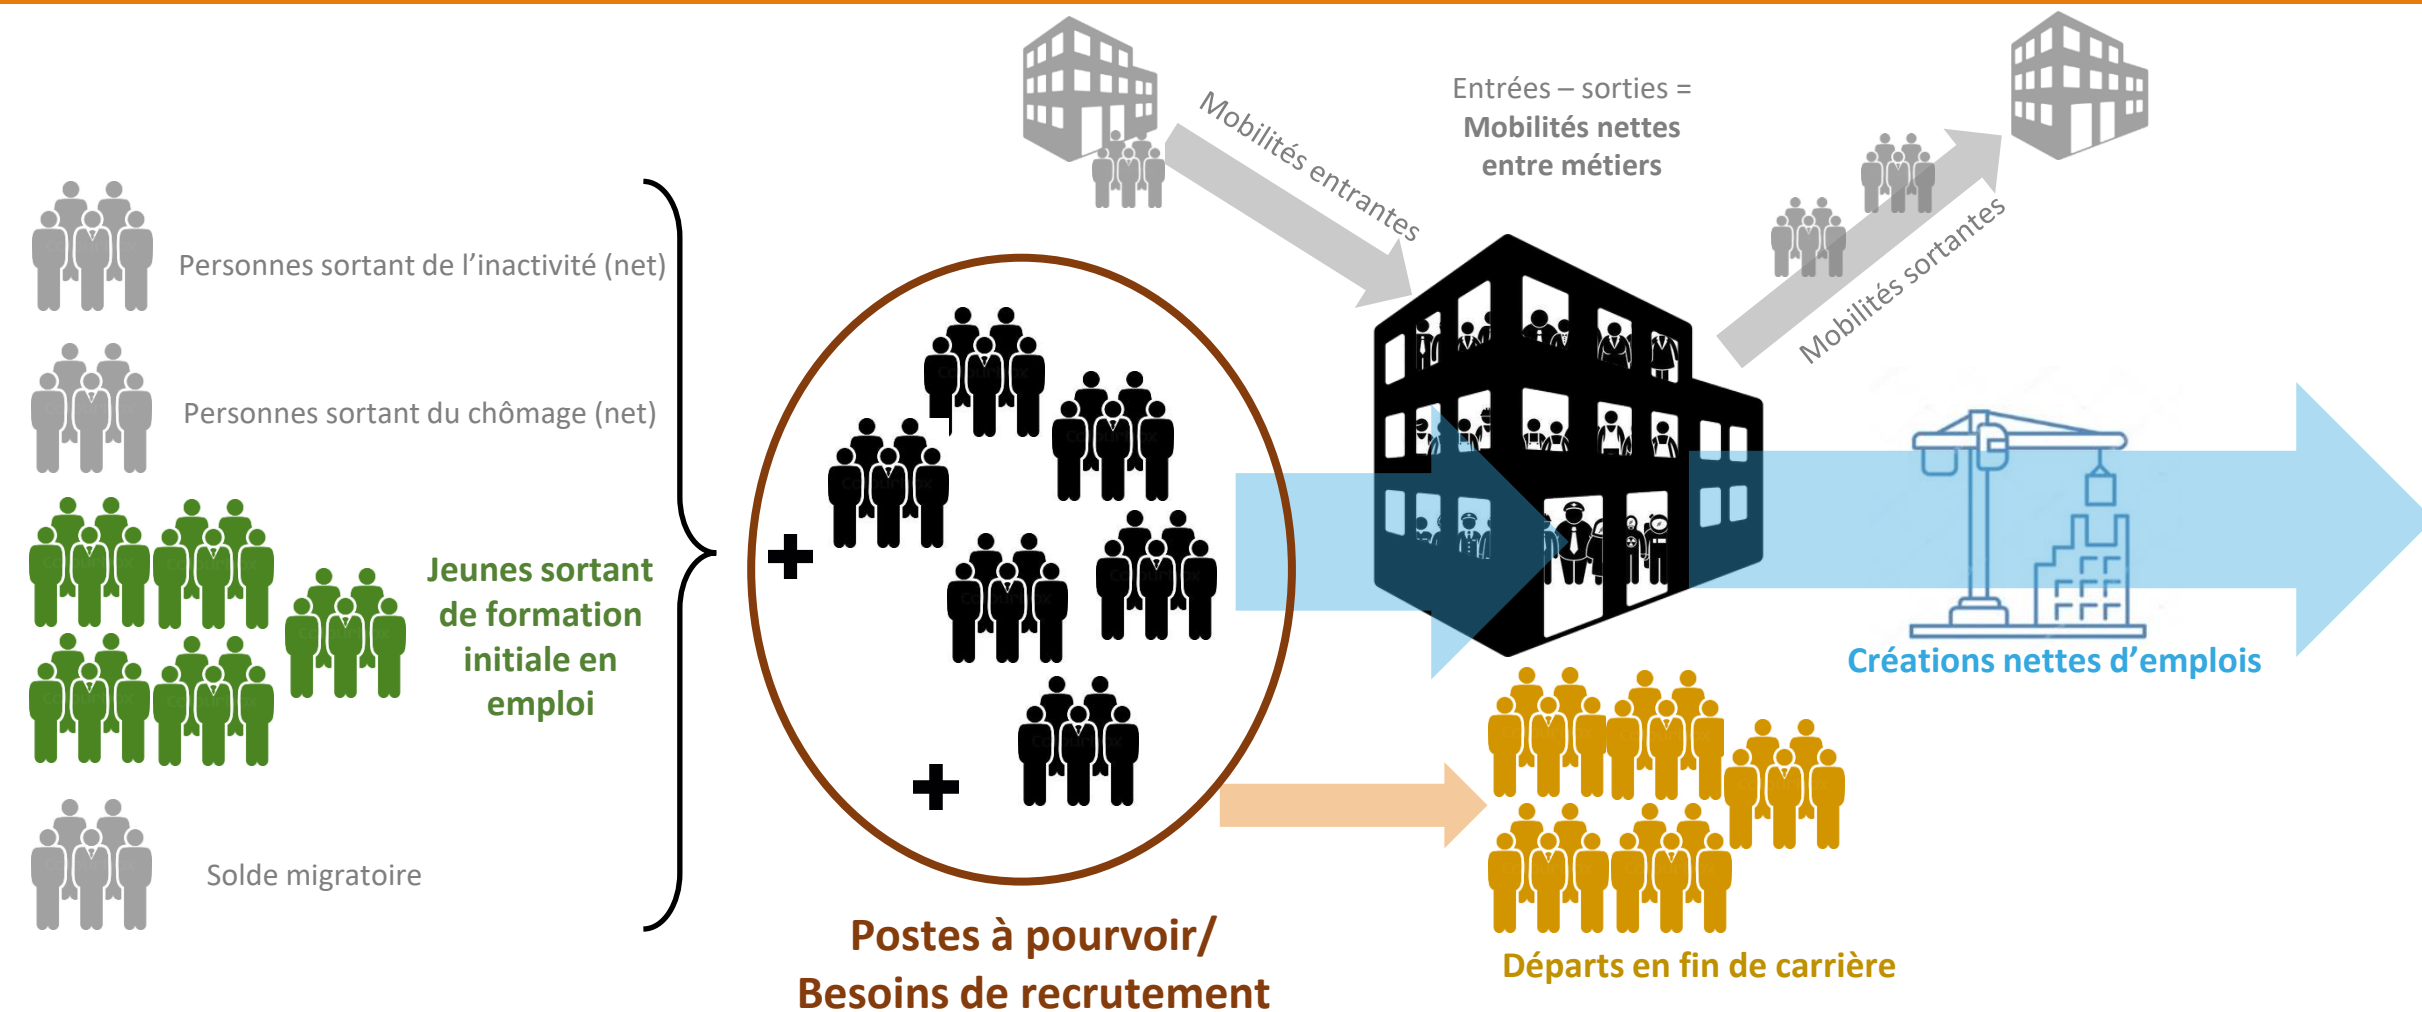 Entrées – sorties =
Mobilités nettes
entre métiers
Mobilités entrantes
Mobilités sortantes
Personnes sortant de l’inactivité (net)
Personnes sortant du chômage (net)
Jeunes sortant
de formation
initiale en
emploi
Solde migratoire
Postes à pourvoir/
Besoins de recrutement
Créations nettes d’emplois
Départs en fin de carrière